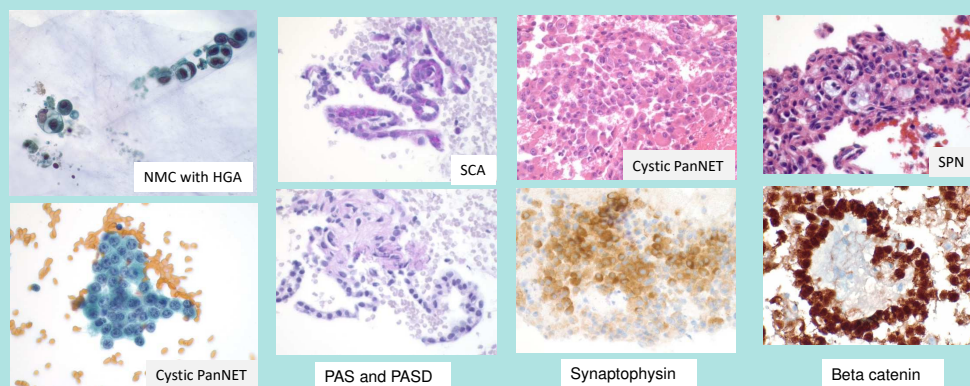 NMC with HGA
SCA
Cystic PanNET
SPN
Cystic PanNET
PAS and PASD
Synaptophysin
Beta catenin